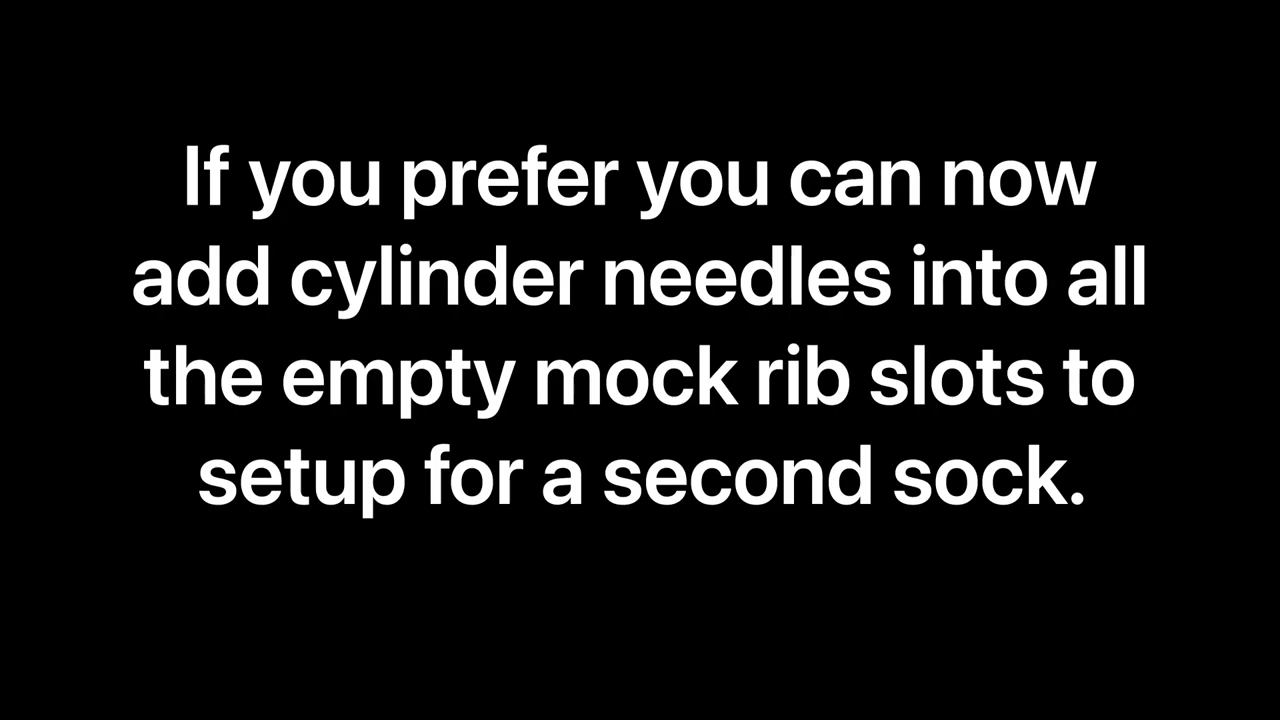 If you prefer you can now
add cylinder needles into all
the empty mock rib slots to
setup for a second sock.